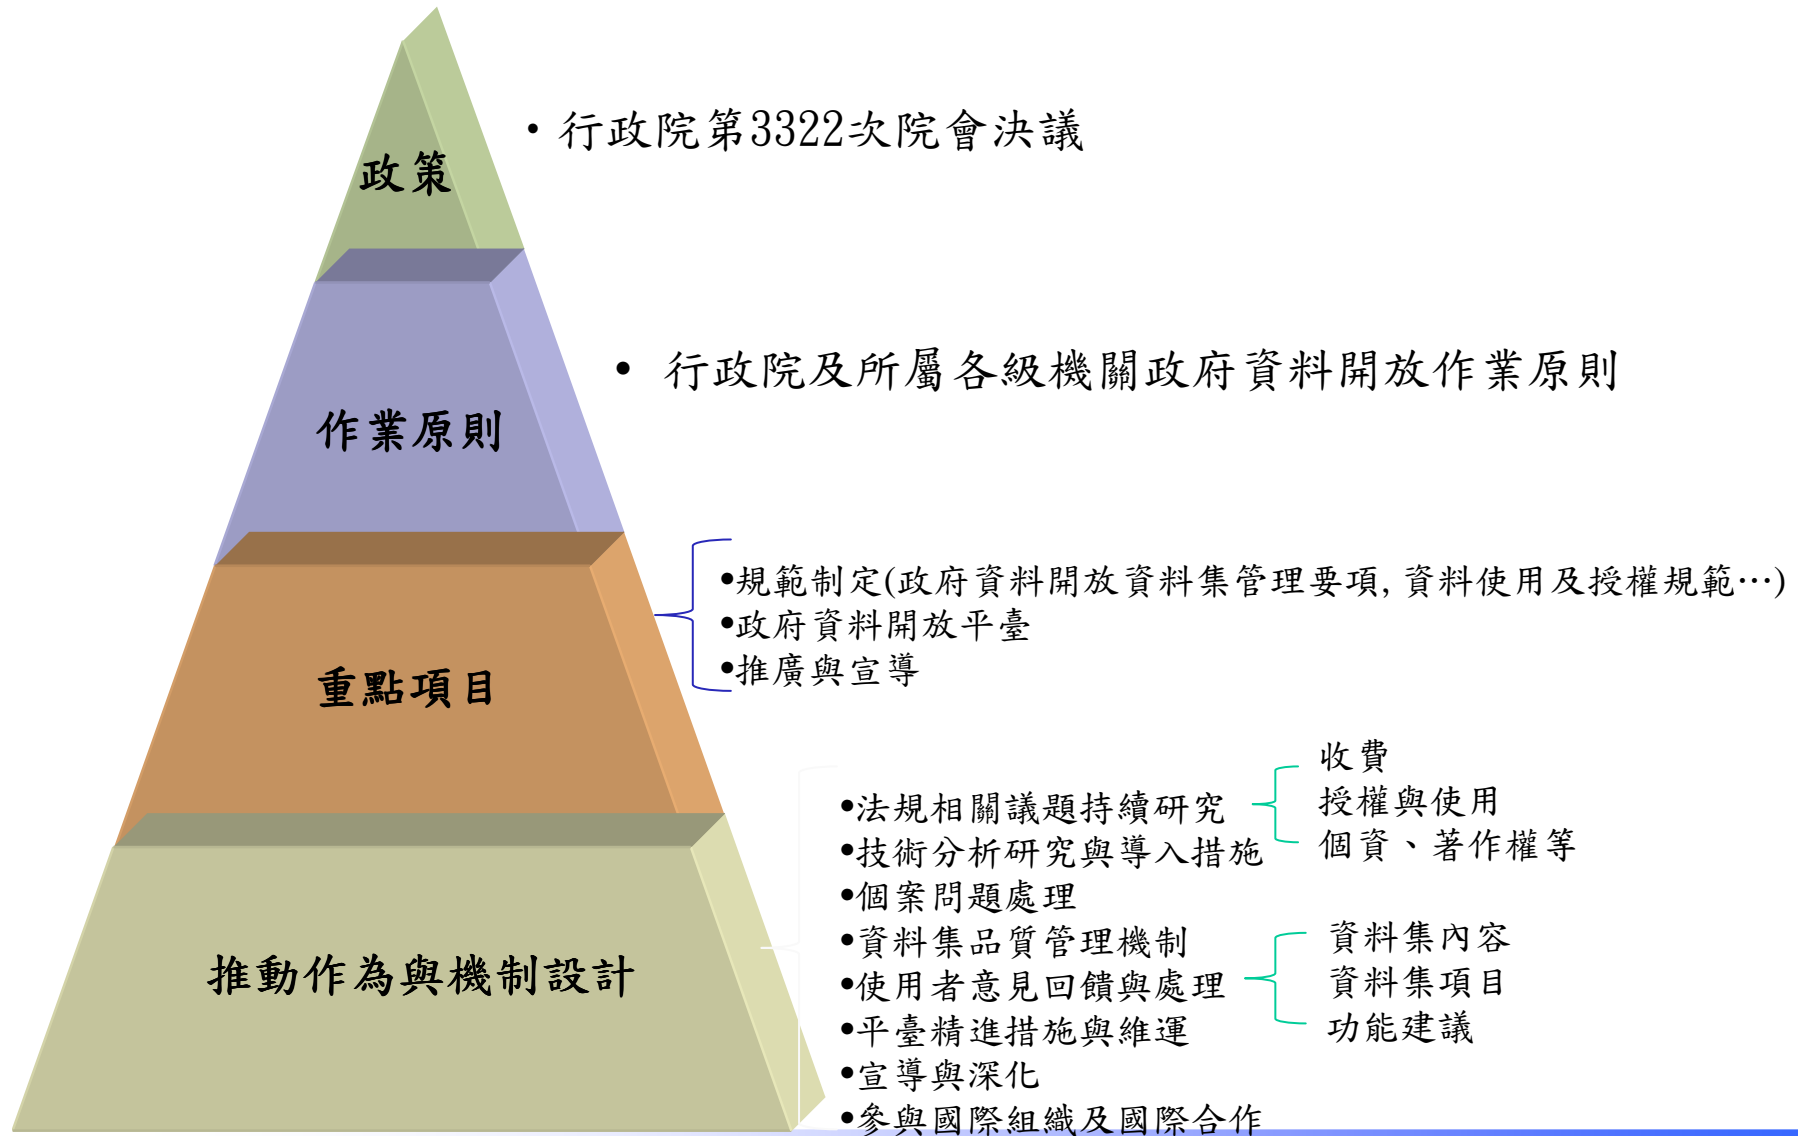 政策
•行政院第3322次院會決議
作業原則
• 行政院及所屬各級機關政府資料開放作業原則
重點項目
•規範制定(政府資料開放資料集管理要項,資料使用及授權規範…)
•政府資料開放平臺
•推廣與宣導
推動作為與機制設計
•法規相關議題持續研究
收費
授權與使用
個資、著作權等
•技術分析研究與導入措施
•個案問題處理
•資料集品質管理機制
•使用者意見回饋與處理
資料集內容
資料集項目
功能建議
•平臺精進措施與維運
•宣導與深化
•參與國際組織及國際合作